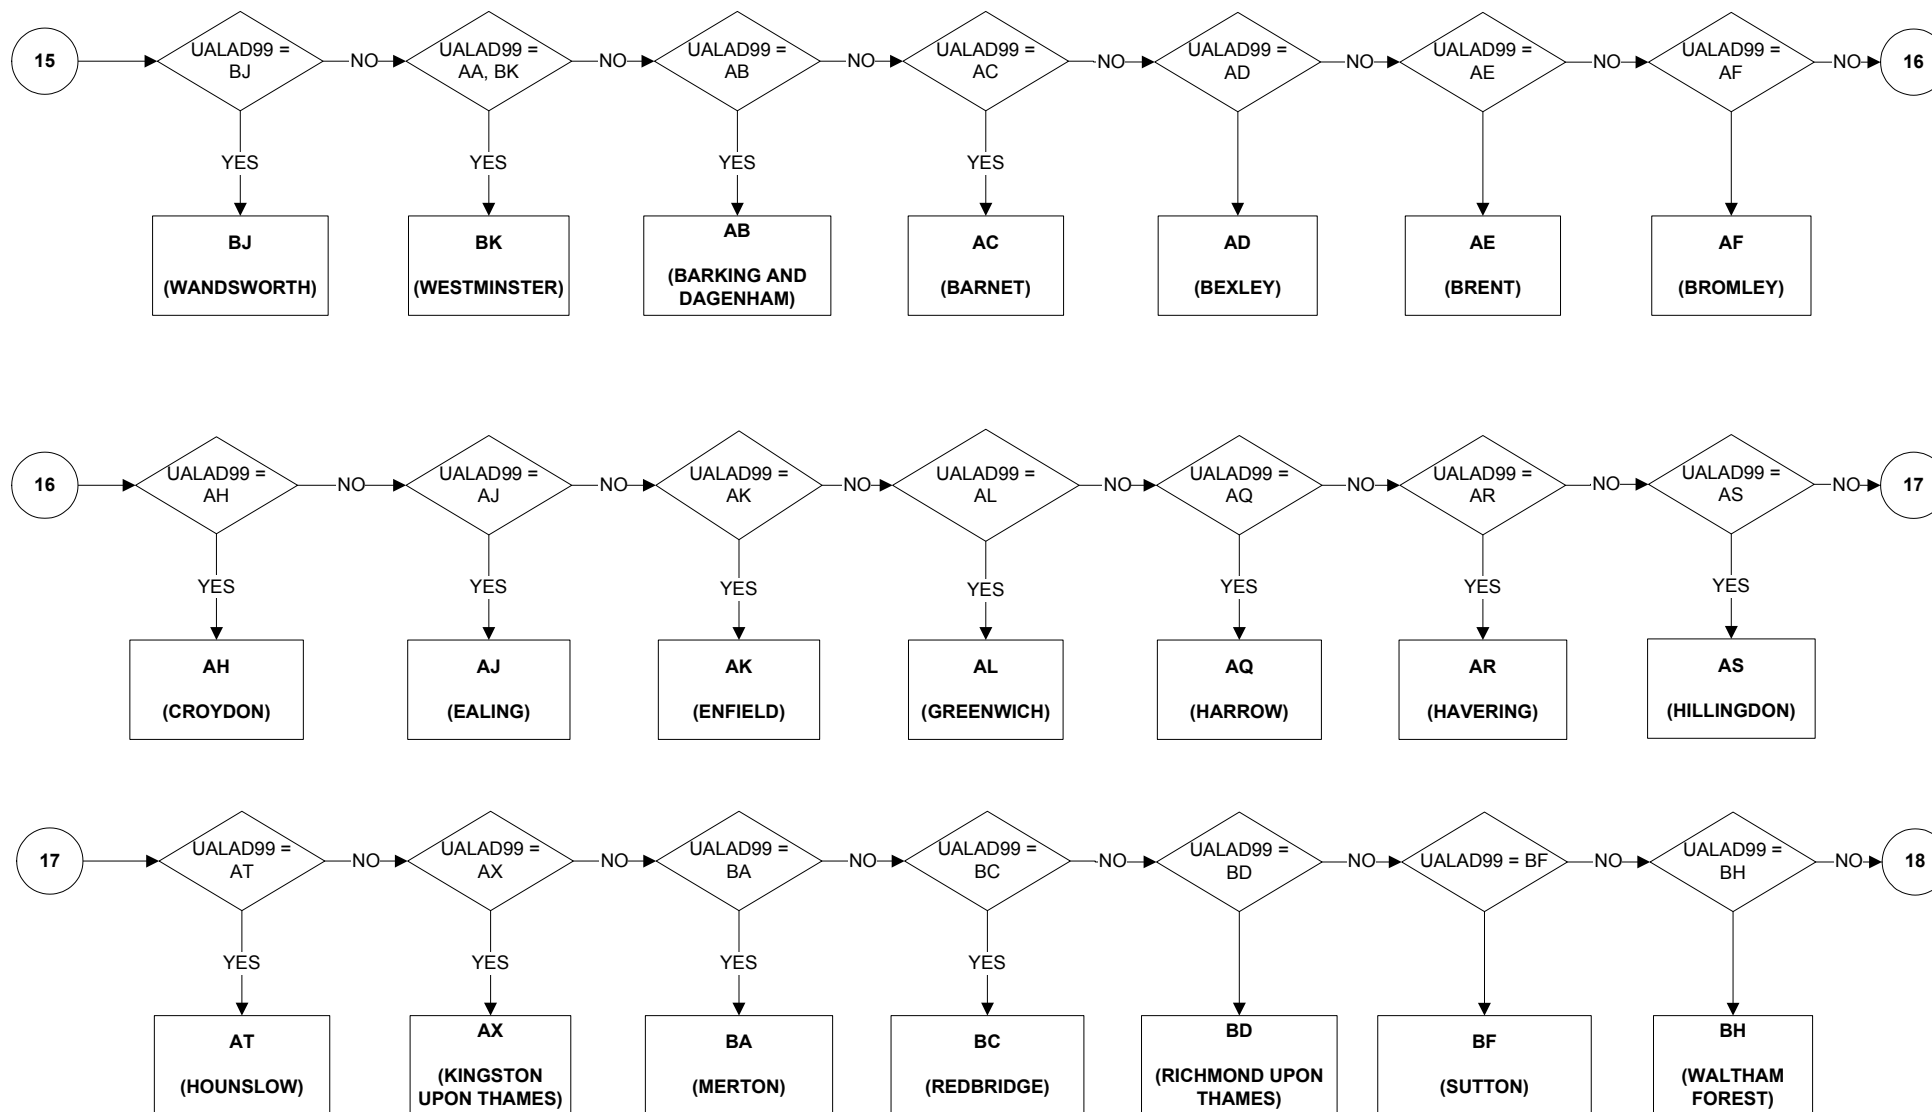 15
UALAD99 =
BJ
NO
UALAD99 =
AA, BK
NO
UALAD99 =
AB
NO
UALAD99 =
AC
NO
UALAD99 =
AD
NO
UALAD99 =
AE
NO
UALAD99 =
AF
NO
16
YES
YES
YES
YES
BJ
(WANDSWORTH)
BK
(WESTMINSTER)
AB
(BARKING AND
DAGENHAM)
AC
(BARNET)
AD
(BEXLEY)
AE
(BRENT)
AF
(BROMLEY)
16
UALAD99 =
AH
NO
UALAD99 =
AJ
NO
UALAD99 =
AK
NO
UALAD99 =
AL
NO
UALAD99 =
AQ
NO
UALAD99 =
AR
NO
UALAD99 =
AS
NO
17
YES
YES
YES
YES
YES
YES
YES
AH
(CROYDON)
AJ
(EALING)
AK
(ENFIELD)
AL
(GREENWICH)
AQ
(HARROW)
AR
(HAVERING)
AS
(HILLINGDON)
17
UALAD99 =
AT
NO
UALAD99 =
AX
NO
UALAD99 =
BA
NO
UALAD99 =
BC
NO
UALAD99 =
BD
NO
UALAD99 = BF
NO
UALAD99 =
BH
NO
18
YES
YES
YES
YES
AT
(HOUNSLOW)
AX
(KINGSTON
UPON THAMES)
BA
(MERTON)
BC
(REDBRIDGE)
BD
(RICHMOND UPON
THAMES)
BF
(SUTTON)
BH
(WALTHAM
FOREST)